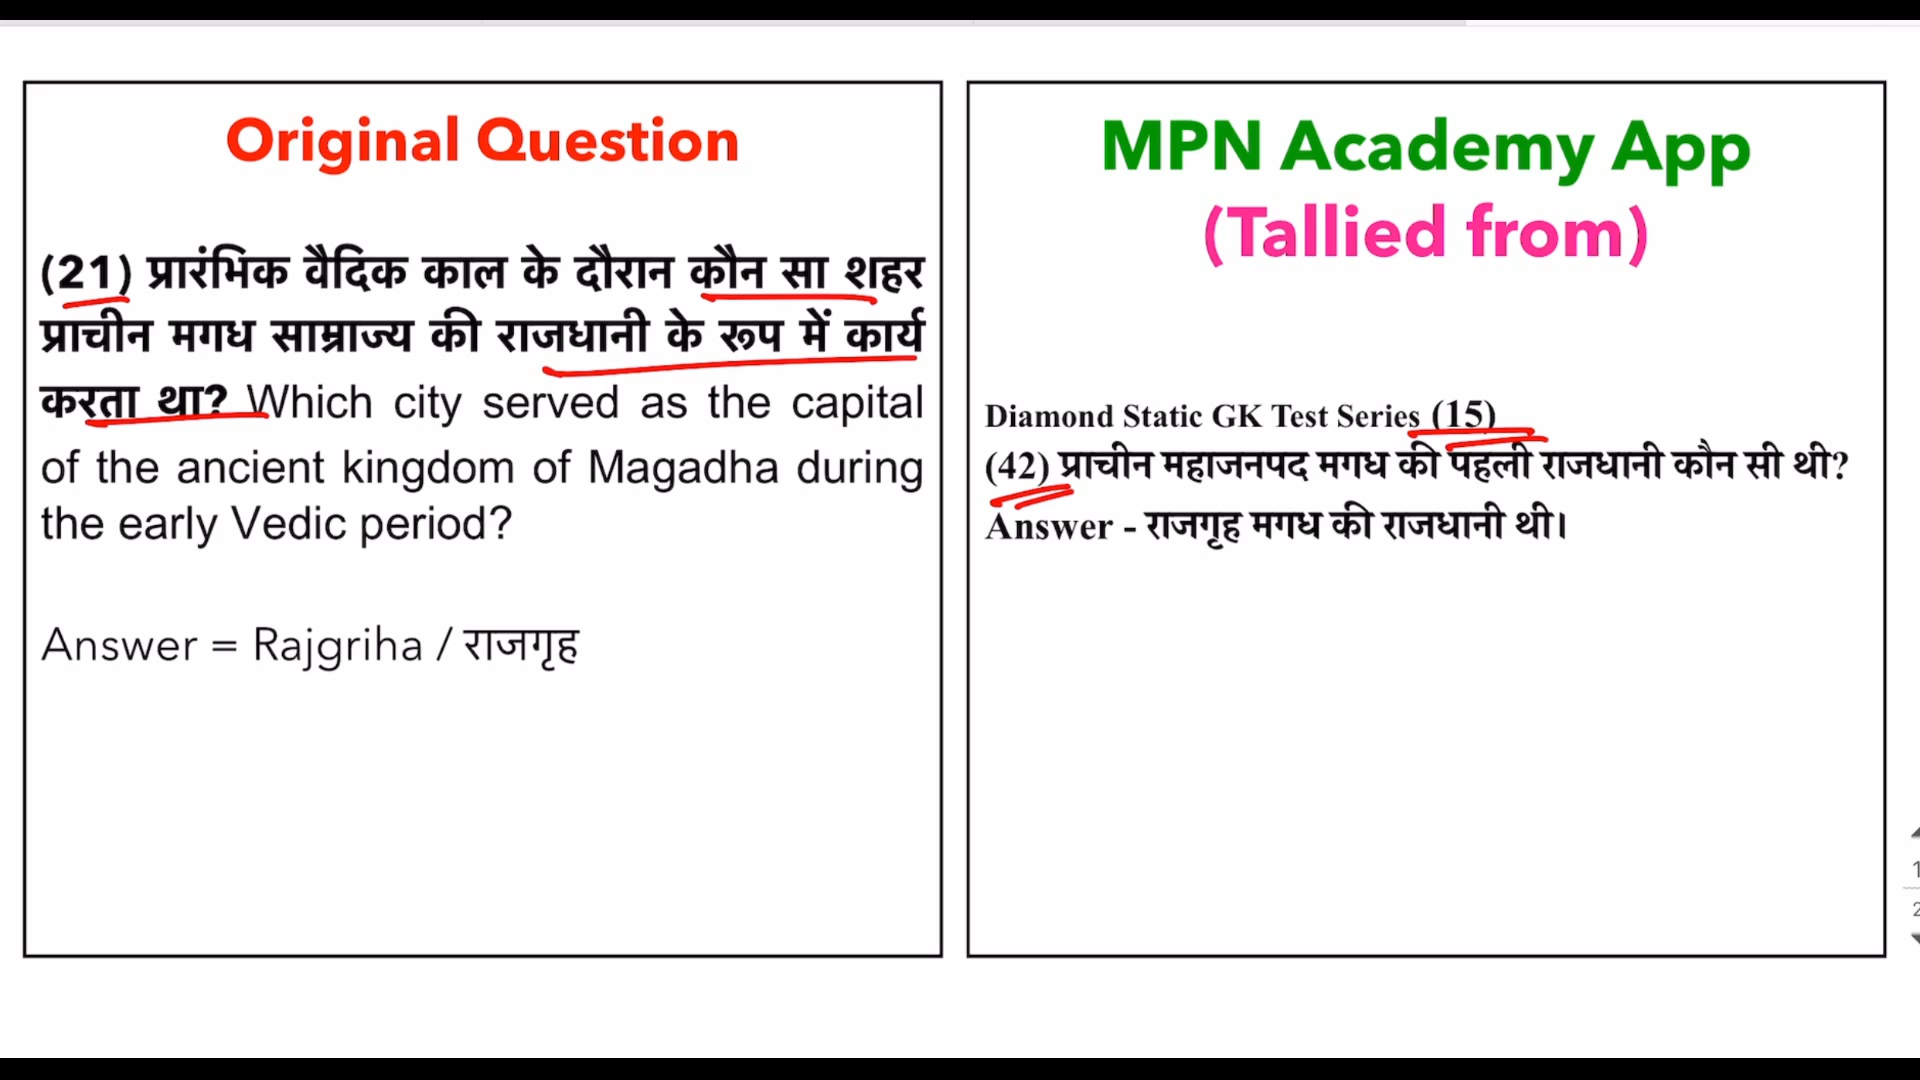 Original Question
(21) प्रारंभिक वैदिक काल के दौरान कौन सा शहर
प्राचीन मगध साम्राज्य की राजधानी के रूप में कार्य
करता था? Which city served as the capital
of the ancient kingdom of Magadha during
the early Vedic period?
Answer = Rajgriha / राजगृह
MPN Academy App
(Tallied from)
Diamond Static GK Test Series (15)
(42) प्राचीन महाजनपद मगध की पहली राजधानी कौन सी थी?
Answer - राजगृह मगध की राजधानी थी।